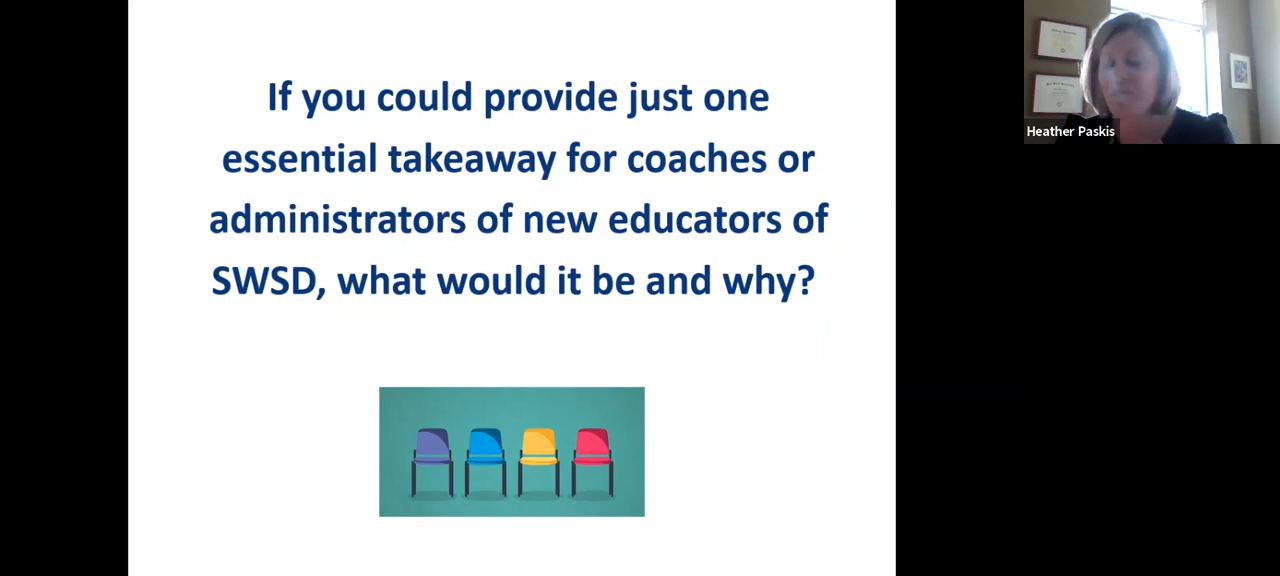 If you could provide just one
essential takeaway for coaches or
administrators of new educators of
SWSD, what would it be and why?
Heather Paskis